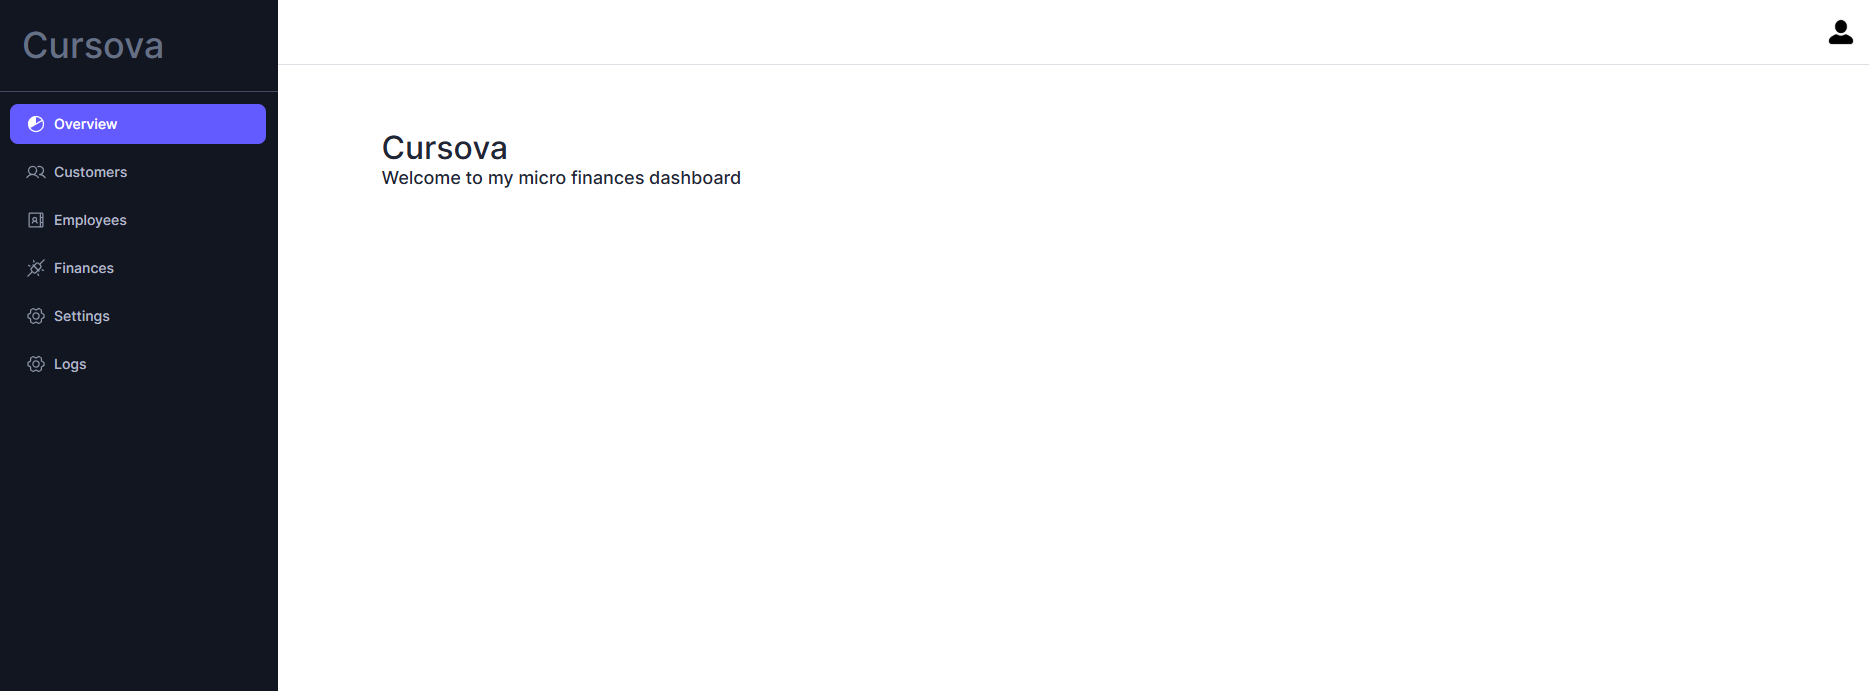 Cursova
Overview
Customers
Employees
Finances
Settings
Logs
Cursova
Welcome to my micro finances dashboard